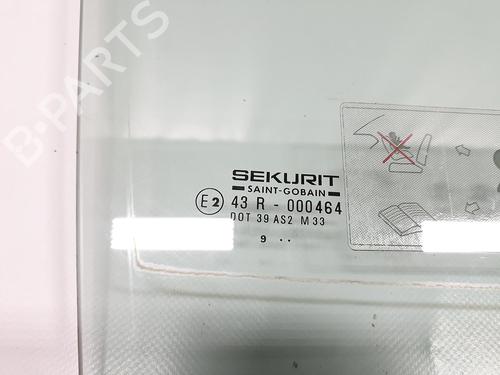 B-PARTS
SEKURIT
SAINT-GOBAIN
E2 43 R - 000464
DOT 39 AS2 M33
9 ..